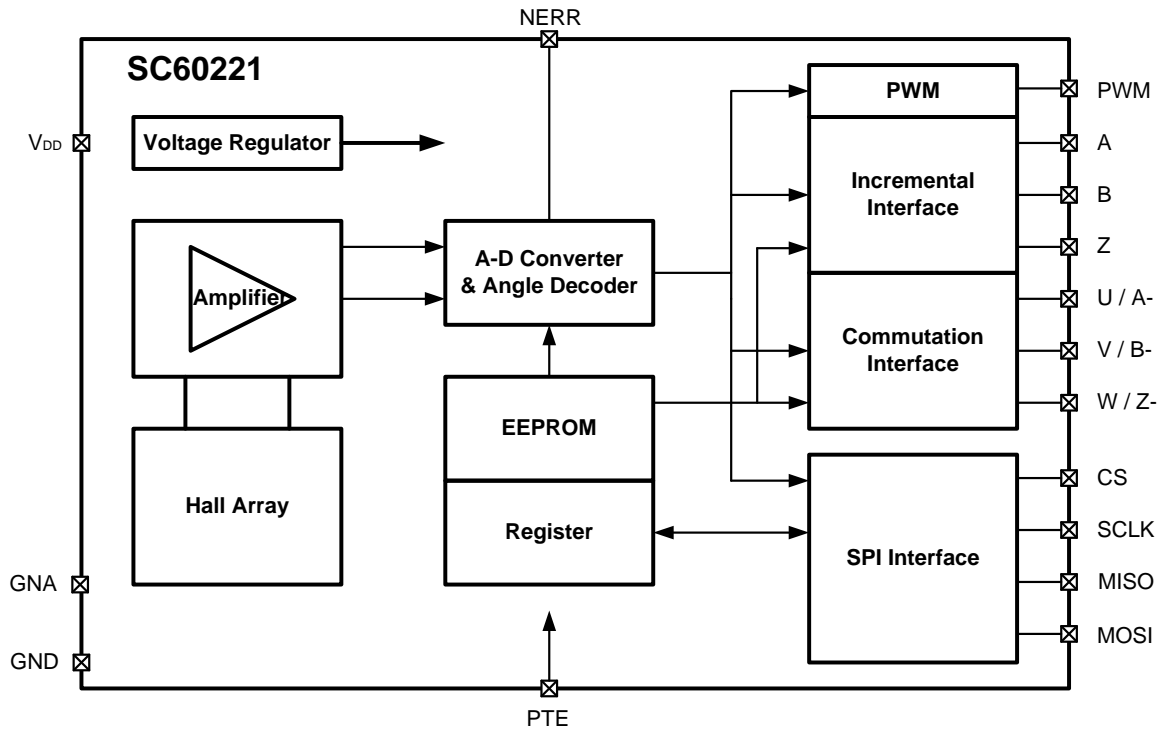 NERR
SC60221
VDD
Voltage Regulator
Amplifier
A-D Converter
& Angle Decoder
EEPROM
Register
Hall Array
GNA
GND
PTE
PWM
Incremental
Interface
Commutation
Interface
SPI Interface
PWM
A
B
Z
U / A-
V / B-
W / Z-
CS
SCLK
MISO
MOSI